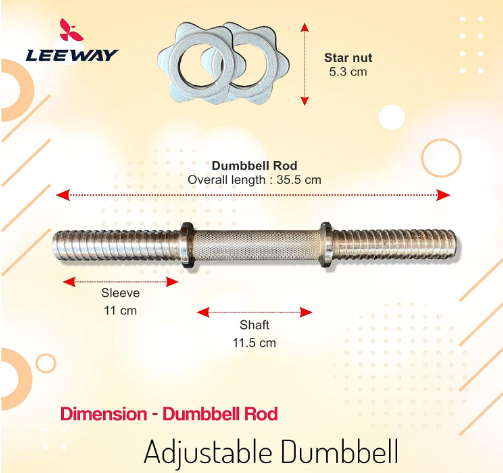 LEEWAY
Star nut
5.3 cm
Dumbbell Rod
Overall length : 35.5 cm
Sleeve
11 cm
Shaft
11.5 cm
Dimension - Dumbbell Rod
Adjustable Dumbbell